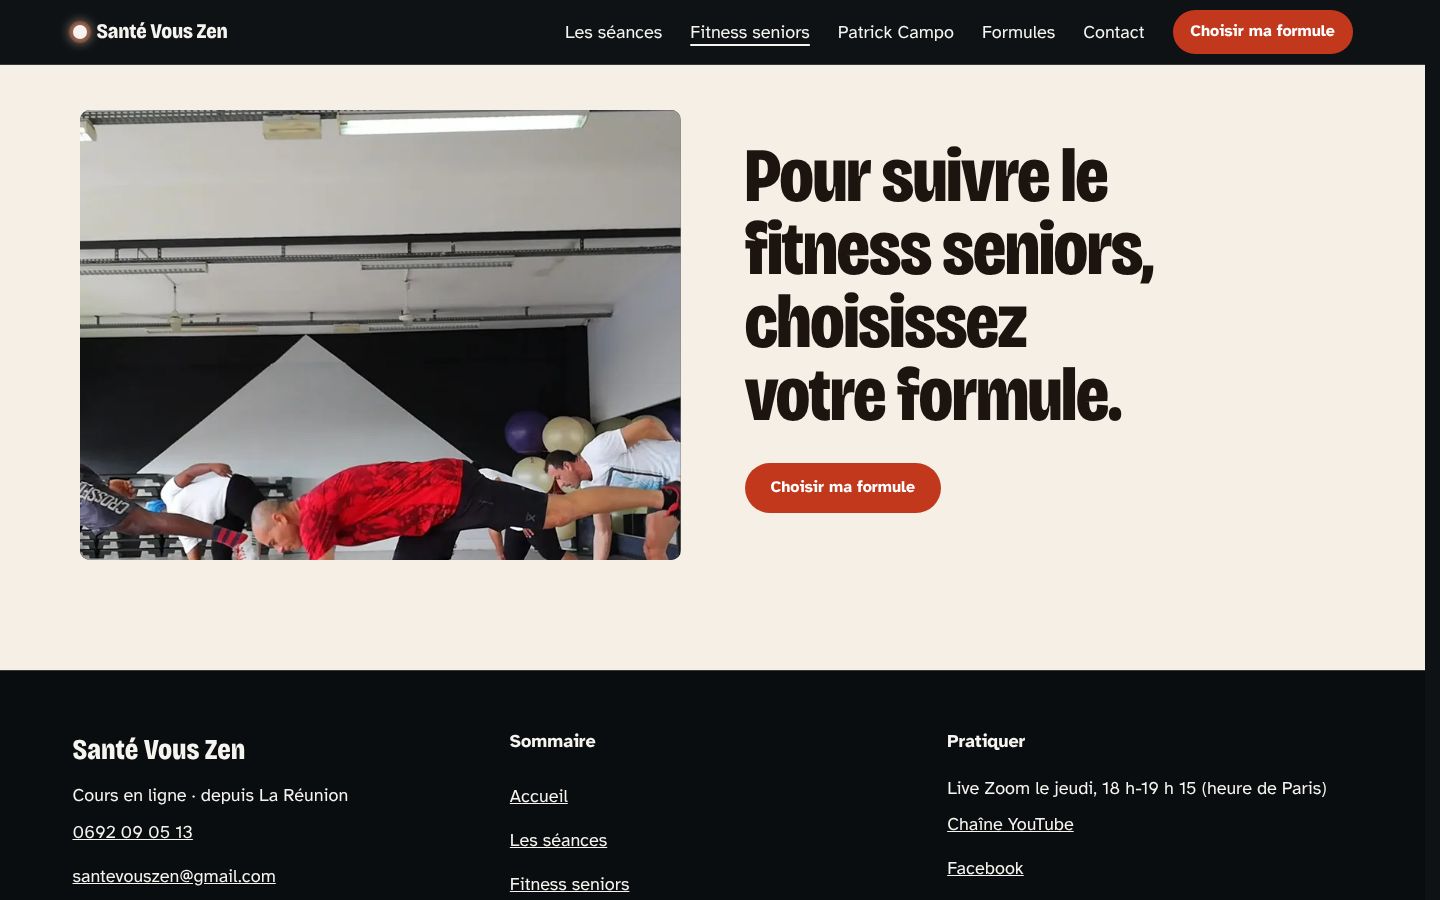 Santé Vous Zen
Les séances
Fitness seniors
Patrick Campo
Formules
Contact
Choisir ma formule
CROSSFIT
Pour suivre le
fitness seniors,
choisissez
votre formule.
Choisir ma formule
Santé Vous Zen
Cours en ligne · depuis La Réunion
0692 09 05 13
santevouszen@gmail.com
Sommaire
Accueil
Les séances
Fitness seniors
Pratiquer
Live Zoom le jeudi, 18 h-19 h 15 (heure de Paris)
Chaîne YouTube
Facebook